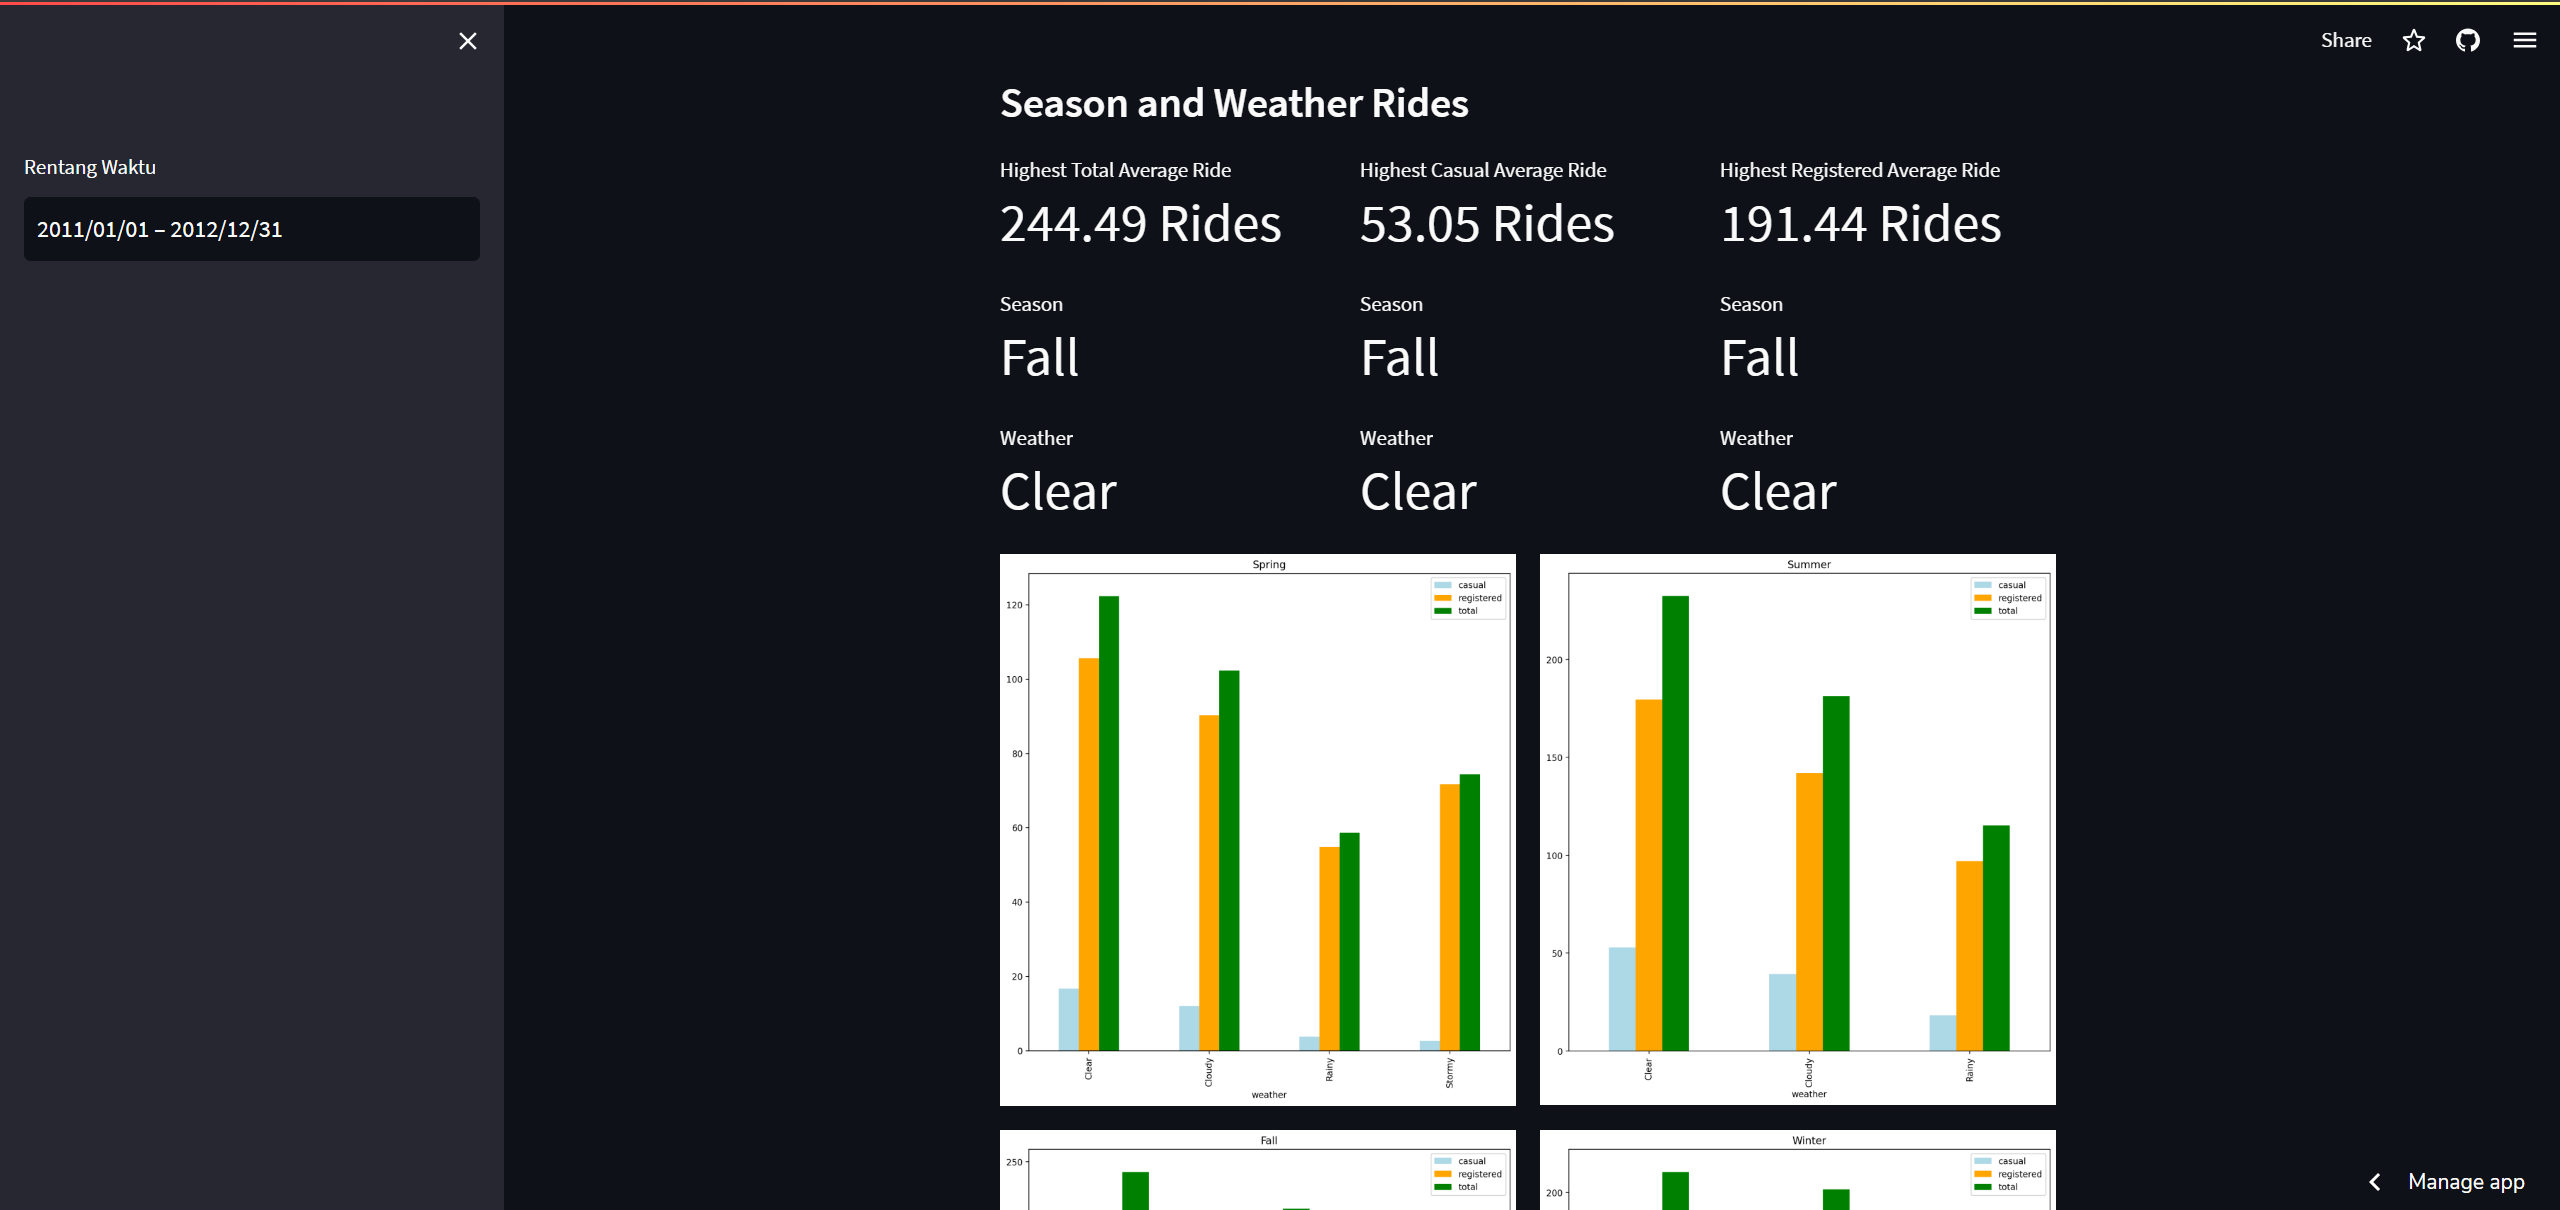 Share
Rentang Waktu
2011/01/01 – 2012/12/31
Season and Weather Rides
Highest Total Average Ride
244.49 Rides
Highest Casual Average Ride
53.05 Rides
Highest Registered Average Ride
191.44 Rides
Season
Fall
Season
Fall
Season
Fall
Weather
Clear
Weather
Clear
Weather
Clear
Spring
casual
registered
total
120
100
80
60
40
20
0
Clear
Cloudy
Rainy
Stormy
weather
Summer
casual
registered
total
200
150
100
50
0
Clear
Cloudy
Rainy
weather
Fall
casual
registered
total
250
Winter
casual
registered
total
200
Manage app